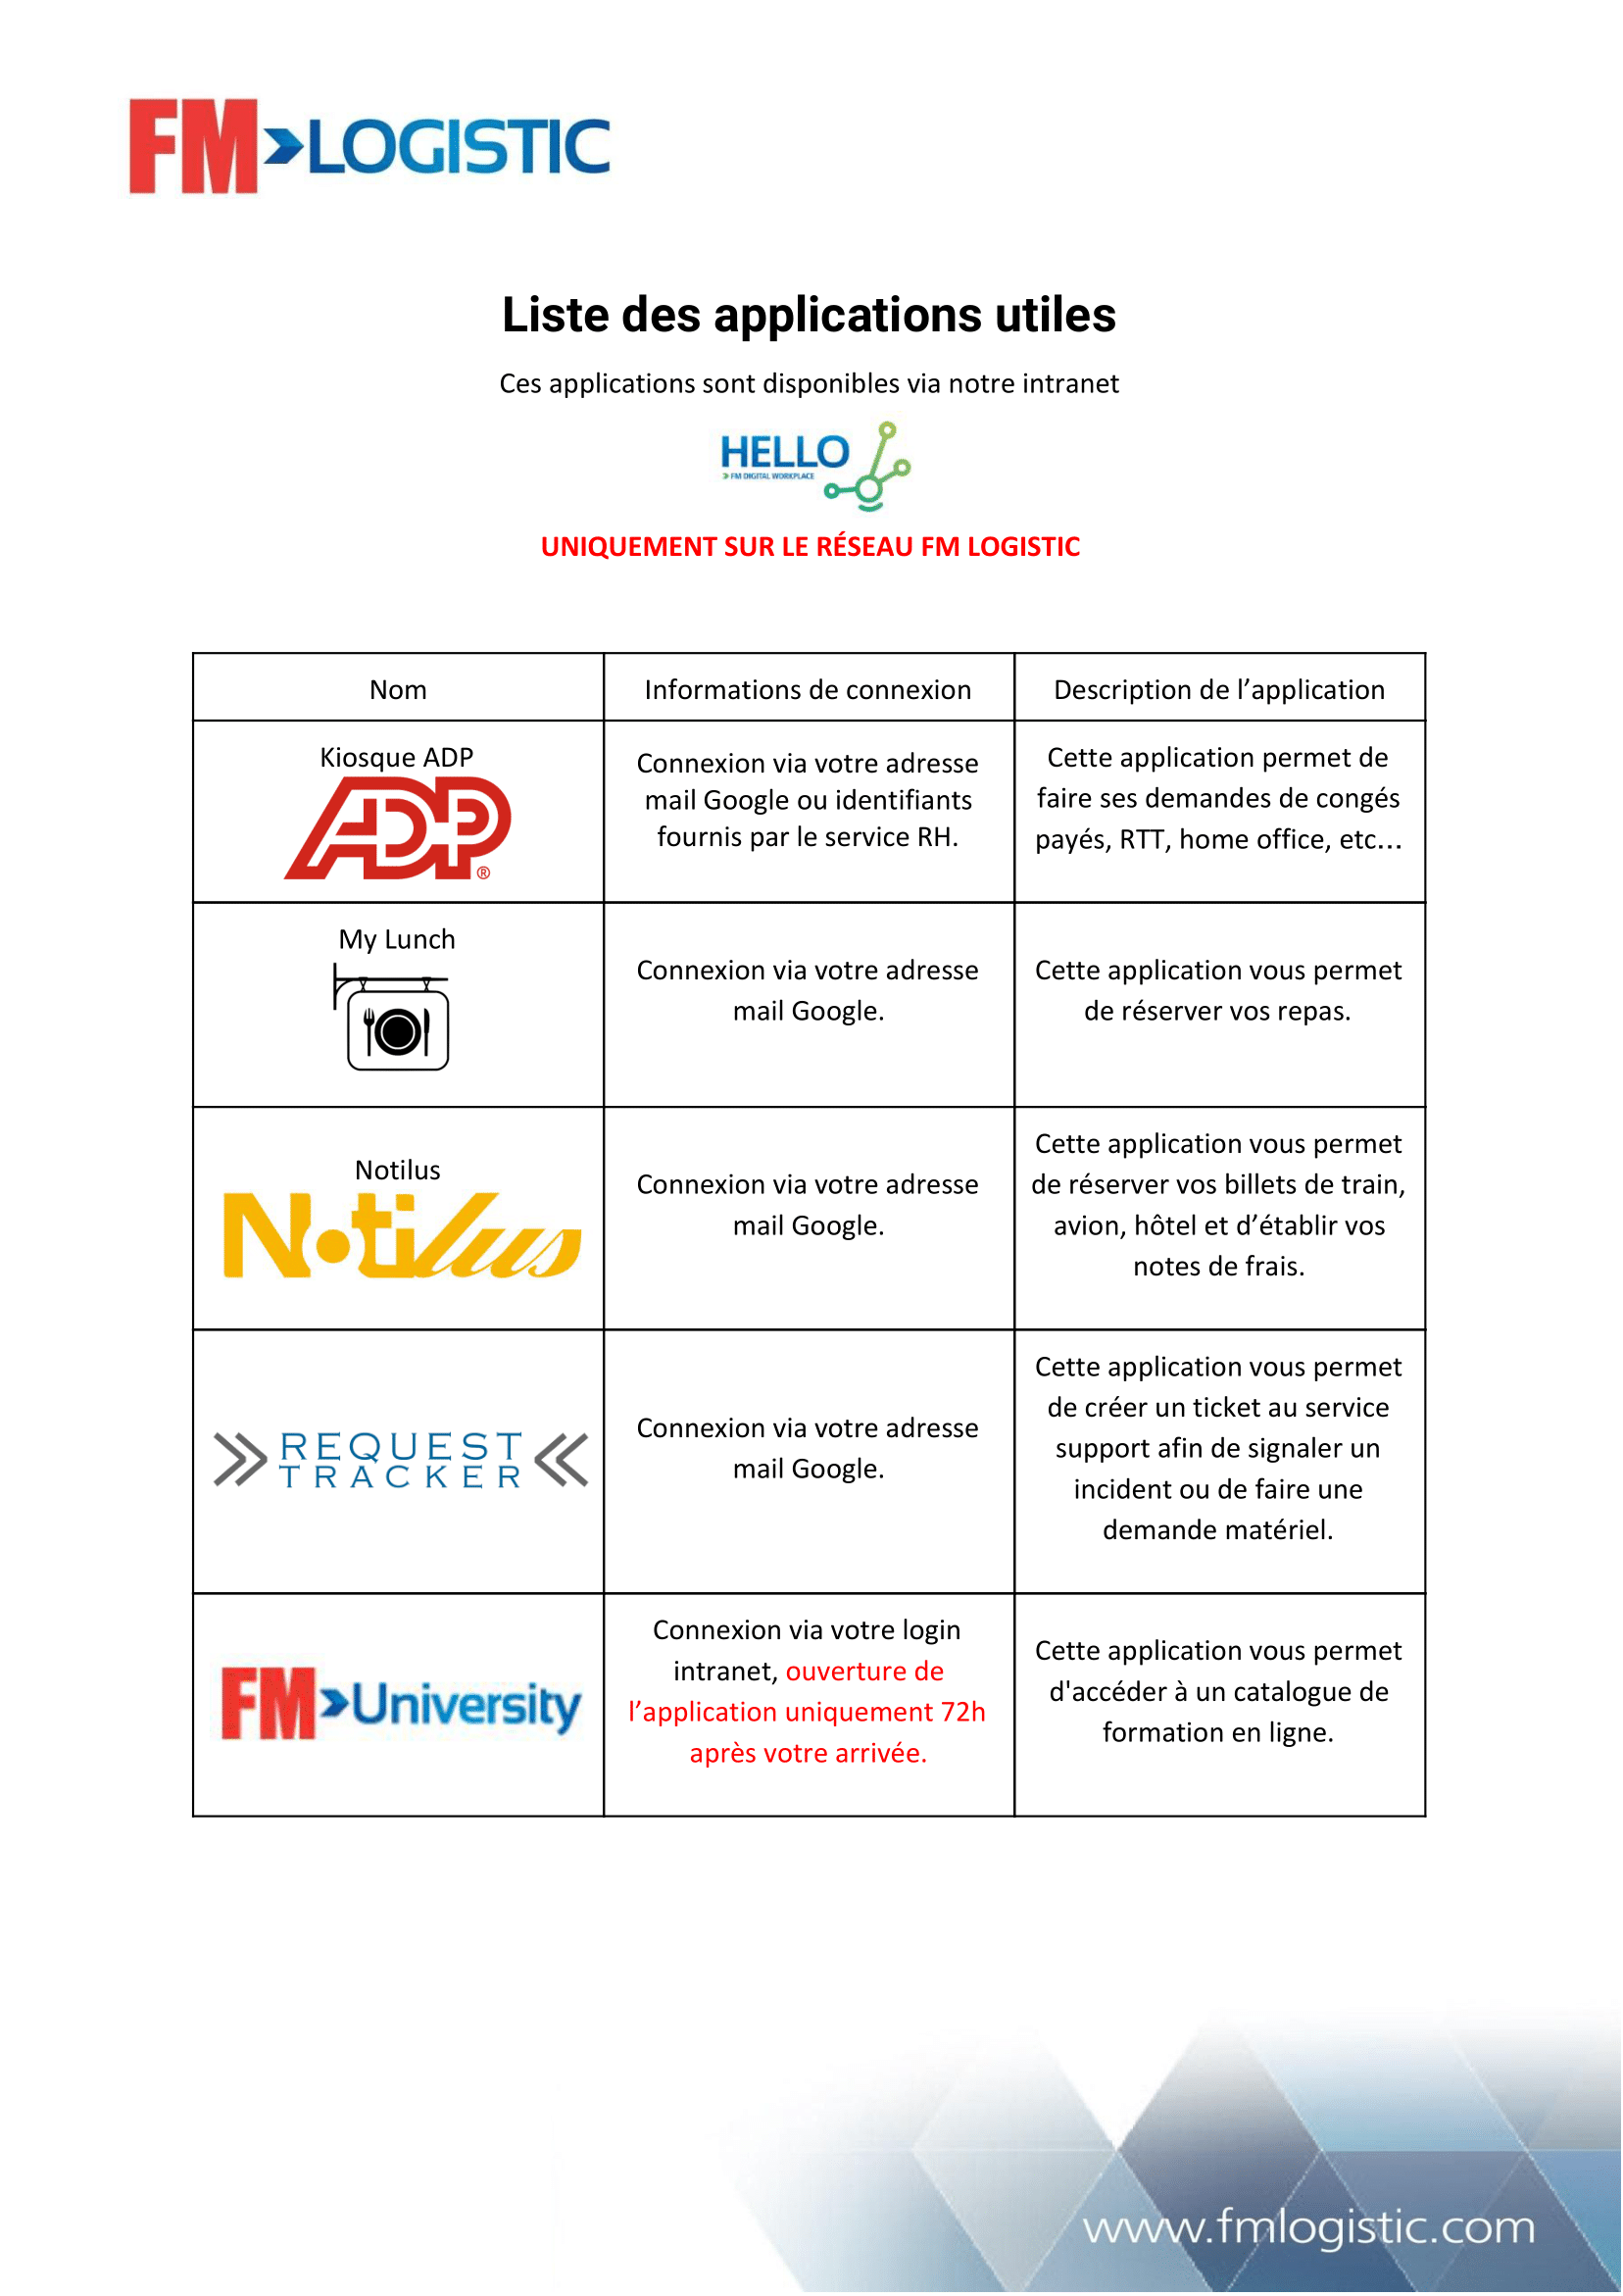 FM>LOGISTIC
Liste des applications utiles
Ces applications sont disponibles via notre intranet
HELLO
> FM DIGITAL WORKPLACE
UNIQUEMENT SUR LE RÉSEAU FM LOGISTIC
Nom
Informations de connexion
Description de l’application
Kiosque ADP
ADP®
Connexion via votre adresse
mail Google ou identifiants
fournis par le service RH.
Cette application permet de
faire ses demandes de congés
payés, RTT, home office, etc…
My Lunch
Connexion via votre adresse
mail Google.
Cette application vous permet
de réserver vos repas.
Notilus
Notilus
Connexion via votre adresse
mail Google.
Cette application vous permet
de réserver vos billets de train,
avion, hôtel et d’établir vos
notes de frais.
REQUEST
TRACKER
Connexion via votre adresse
mail Google.
Cette application vous permet
de créer un ticket au service
support afin de signaler un
incident ou de faire une
demande matériel.
FM>University
Connexion via votre login
intranet, ouverture de
l’application uniquement 72h
après votre arrivée.
Cette application vous permet
d'accéder à un catalogue de
formation en ligne.
www.fmlogistic.com